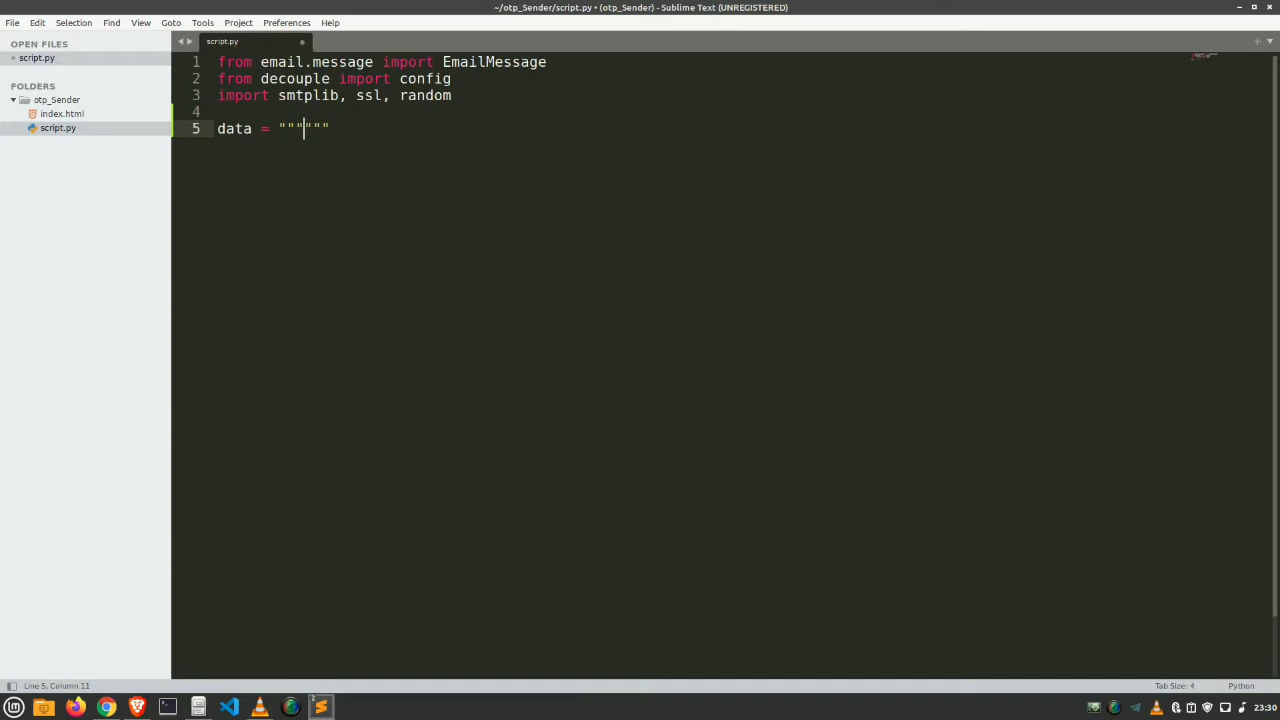 ~/otp_Sender/script.py • (otp_Sender) - Sublime Text (UNREGISTERED)
File Edit Selection Find View Goto Tools Project Preferences Help
OPEN FILES
script.py
FOLDERS
otp_Sender
index.html
script.py
script.py
1 from email.message import EmailMessage
2 from decouple import config
3 import smtplib, ssl, random
4
5 data = """"""
Line 5, Column 11
Tab Size: 4
Python
2
23:30